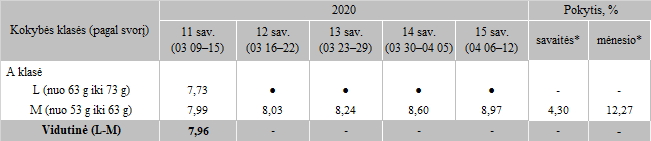 Kokybės klasės (pagal svorį) 2020 Pokytis, %
11 sav. (03 09–15) 12 sav. (03 16–22) 13 sav. (03 23–29) 14 sav. (03 30–04 05) 15 sav. (04 06–12) savaitės* mėnesio*
A klasė
L (nuo 63 g iki 73 g) 7,73 ● ● ● ● - -
M (nuo 53 g iki 63 g) 7,99 8,03 8,24 8,60 8,97 4,30 12,27
Vidutinė (L-M) 7,96 - - - - - -